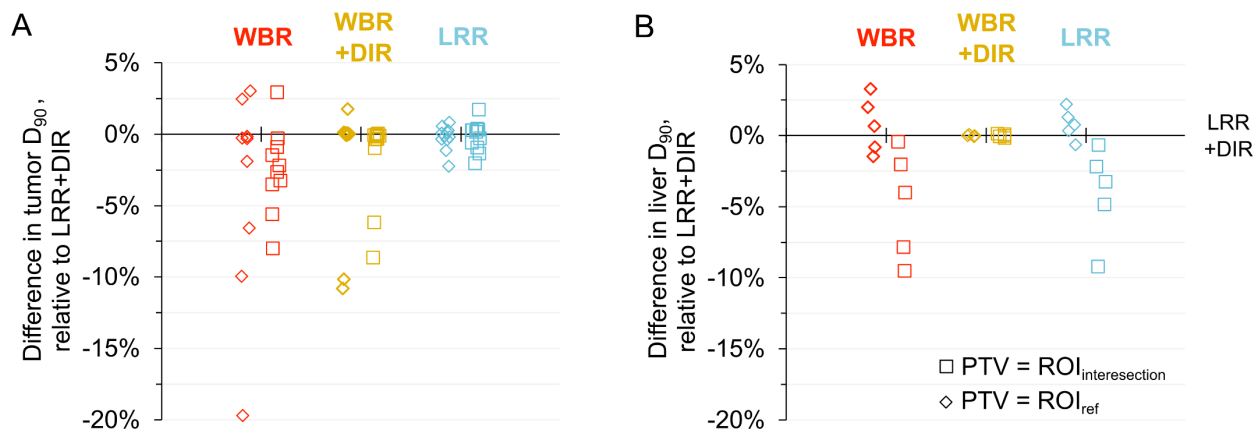 A
WBR
WBR
+DIR
LRR
Difference in tumor D90,
relative to LRR+DIR
5%
0%
-5%
-10%
-15%
-20%
B
WBR
WBR
+DIR
LRR
Difference in liver D90,
relative to LRR+DIR
5%
0%
-5%
-10%
-15%
-20%
LRR
+DIR
PTV = ROIinteresection
PTV = ROIref